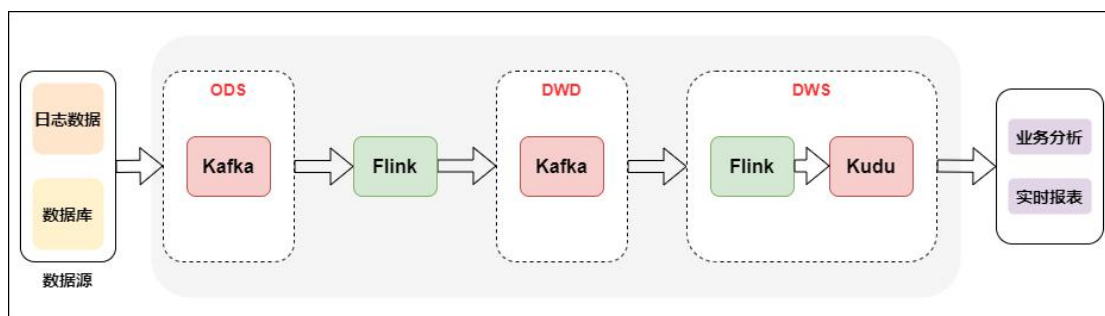 日志数据
数据库
数据源
ODS
Kafka
Flink
DWD
Kafka
DWS
Flink
Kudu
业务分析
实时报表